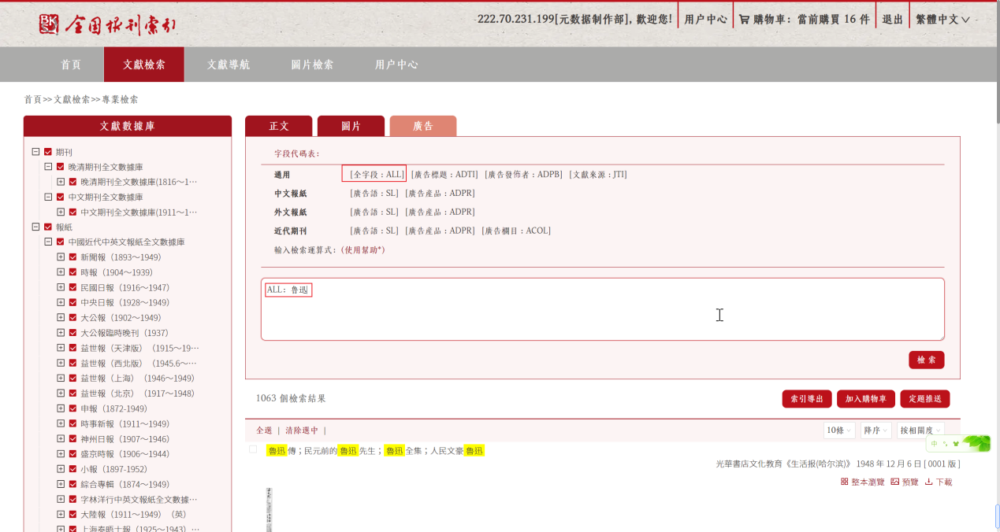 BKSY 全国报刊索引
222.70.231.199[元数据制作部], 歡迎您! 用户中心 購物車: 當前購買 16 件 退出 繁體中文
首頁 文獻檢索 文獻導航 圖片檢索 用户中心
首頁>>文獻檢索>>專業檢索
文獻數據庫
期刊
晚清期刊全文數據庫
晚清期刊全文數據庫(1816～1…
中文期刊全文數據庫
中文期刊全文數據庫(1911～1…
報紙
中國近代中英文報紙全文數據庫
新聞報（1893～1949）
時報（1904～1939）
民國日報（1916～1947）
中央日報（1928～1949）
大公報（1902～1949）
大公報臨時晚刊（1937）
益世報（天津版）（1915～19…
益世報（西北版）（1945.6～…
益世報（上海）（1946～1949）
益世報（北京）（1917～1948）
申報（1872-1949）
時事新報（1911～1949）
神州日報（1907～1946）
盛京時報（1906～1944）
小報（1897-1952）
綜合專輯（1874～1949）
字林洋行中英文報紙全文數據…
大陸報（1911～1949）（英）
上海泰晤士報（1925～1943）…
正文 圖片 廣告
字段代碼表:
通用 [全字段：ALL] [廣告標題：ADTI] [廣告發佈者：ADPB] [文獻來源：JTI]
中文報紙 [廣告語：SL] [廣告產品：ADPR]
外文報紙 [廣告語：SL] [廣告產品：ADPR]
近代期刊 [廣告語：SL] [廣告產品：ADPR] [廣告欄目：ACOL]
輸入檢索運算式:（使用幫助*）
ALL: 魯迅
檢 索
1063 個檢索結果 索引導出 加入購物車 定題推送
全選 | 清除選中 | 10條 降序 按相關度
中
魯迅 傳；民元前的 魯迅 先生； 魯迅 全集；人民文豪 魯迅
光華書店文化教育《生活报(哈尔滨)》 1948 年 12 月 6 日 [ 0001 版 ]
整本瀏覽 預覽 下載